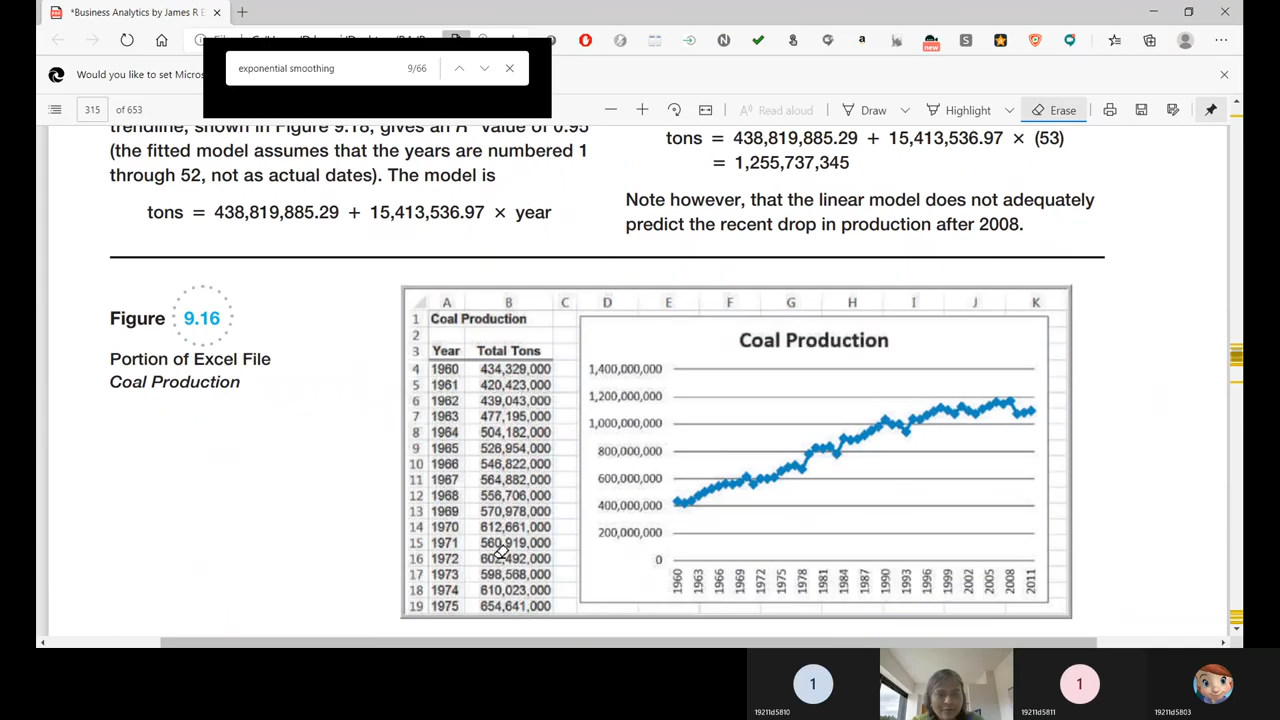 *Business Analytics by James R E
Would you like to set Micros
exponential smoothing 9/66
new
315 of 653
Read aloud
Draw
Highlight
Erase
trendline, shown in Figure 9.18, gives an R value of 0.95
(the fitted model assumes that the years are numbered 1
through 52, not as actual dates). The model is
tons = 438,819,885.29 + 15,413,536.97 × year
tons = 438,819,885.29 + 15,413,536.97 × (53)
= 1,255,737,345
Note however, that the linear model does not adequately
predict the recent drop in production after 2008.
Figure 9.16
Portion of Excel File
Coal Production
A B C D E F G H I J K
1 Coal Production
2
3 Year Total Tons
4 1960 434,329,000
5 1961 420,423,000
6 1962 439,043,000
7 1963 477,195,000
8 1964 504,182,000
9 1965 526,954,000
10 1966 546,822,000
11 1967 564,882,000
12 1968 556,706,000
13 1969 570,978,000
14 1970 612,661,000
15 1971 560,919,000
16 1972 602,492,000
17 1973 598,568,000
18 1974 610,023,000
19 1975 654,641,000
Coal Production
1,400,000,000
1,200,000,000
1,000,000,000
800,000,000
600,000,000
400,000,000
200,000,000
0
1960 1963 1966 1969 1972 1975 1978 1981 1984 1987 1990 1993 1996 1999 2002 2005 2008 2011
1
19211d5810
1
19211d5811
19211d5803